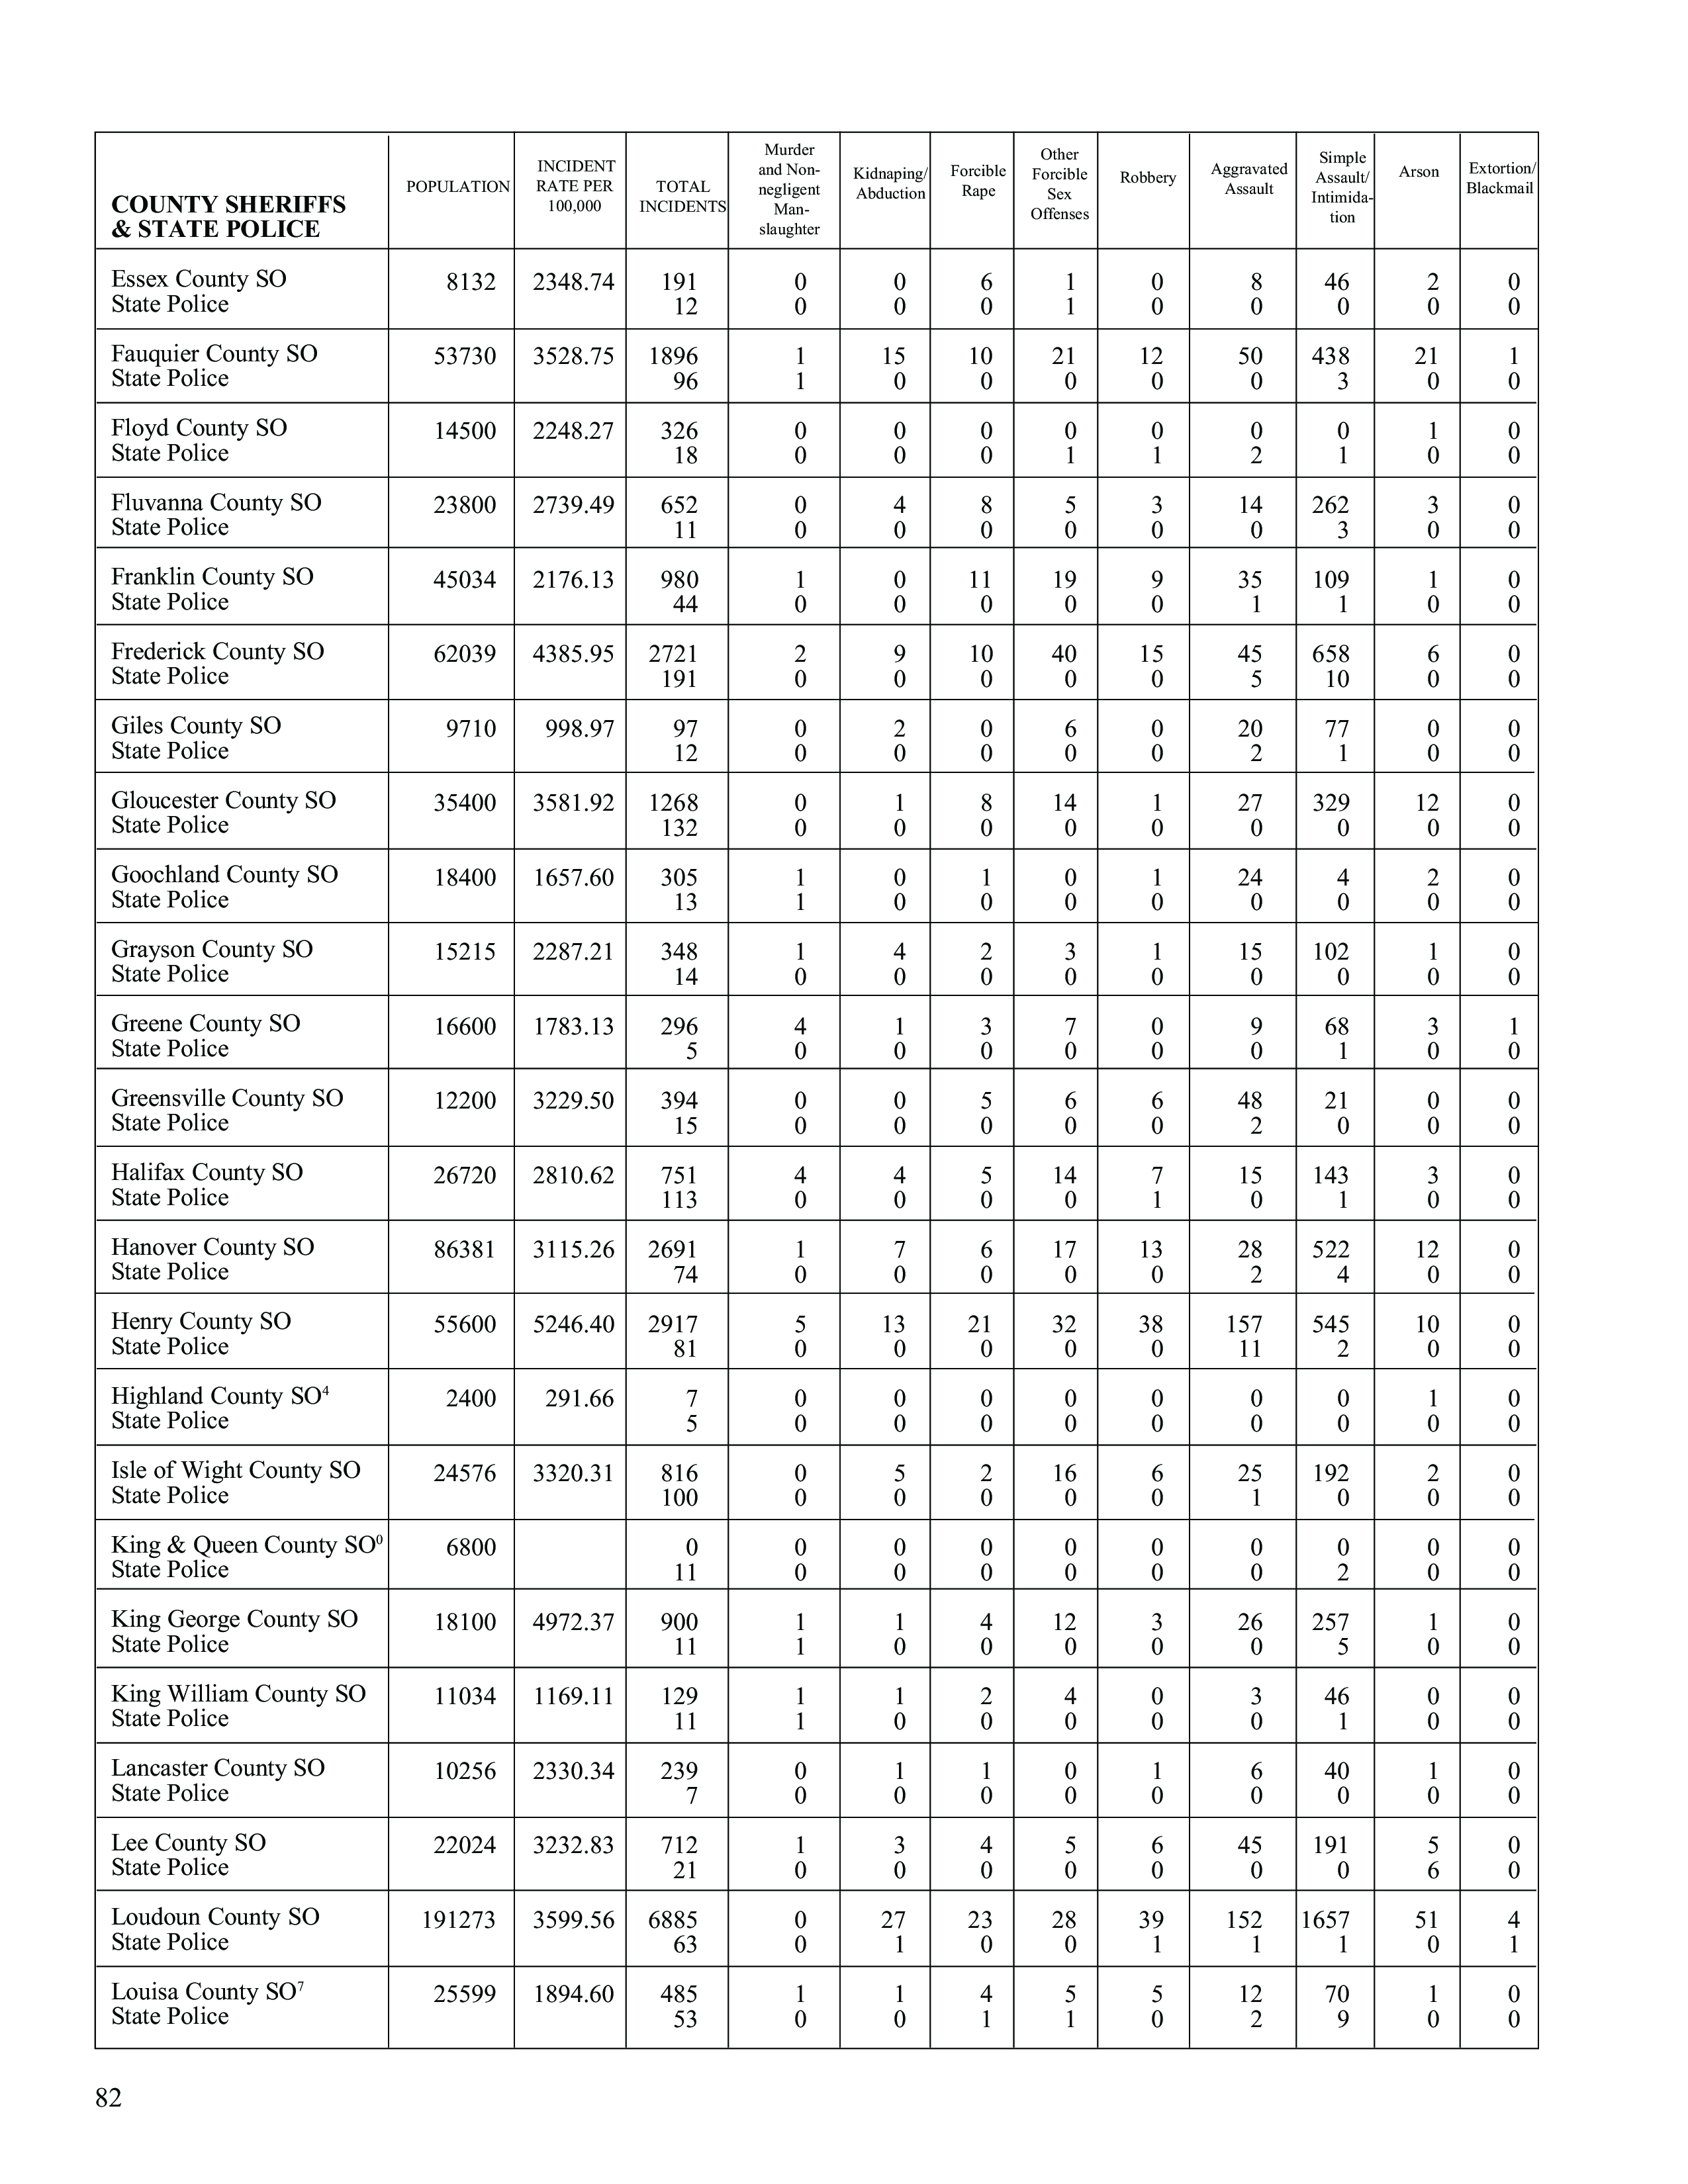 COUNTY SHERIFFS
& STATE POLICE
POPULATION
INCIDENT
RATE PER
100,000
TOTAL
INCIDENTS
Murder
and Non-
negligent
Man-
slaughter
Kidnaping/
Abduction
Forcible
Rape
Other
Forcible
Sex
Offenses
Robbery
Aggravated
Assault
Simple
Assault/
Intimida-
tion
Arson
Extortion/
Blackmail
Essex County SO 8132 2348.74 191 0 0 6 1 0 8 46 2 0
State Police 12 0 0 0 1 0 0 0 0 0
Fauquier County SO 53730 3528.75 1896 1 15 10 21 12 50 438 21 1
State Police 96 1 0 0 0 0 0 3 0 0
Floyd County SO 14500 2248.27 326 0 0 0 0 0 0 0 1 0
State Police 18 0 0 0 1 1 2 1 0 0
Fluvanna County SO 23800 2739.49 652 0 4 8 5 3 14 262 3 0
State Police 11 0 0 0 0 0 0 3 0 0
Franklin County SO 45034 2176.13 980 1 0 11 19 9 35 109 1 0
State Police 44 0 0 0 0 0 1 1 0 0
Frederick County SO 62039 4385.95 2721 2 9 10 40 15 45 658 6 0
State Police 191 0 0 0 0 0 5 10 0 0
Giles County SO 9710 998.97 97 0 2 0 6 0 20 77 0 0
State Police 12 0 0 0 0 0 2 1 0 0
Gloucester County SO 35400 3581.92 1268 0 1 8 14 1 27 329 12 0
State Police 132 0 0 0 0 0 0 0 0 0
Goochland County SO 18400 1657.60 305 1 0 1 0 1 24 4 2 0
State Police 13 1 0 0 0 0 0 0 0 0
Grayson County SO 15215 2287.21 348 1 4 2 3 1 15 102 1 0
State Police 14 0 0 0 0 0 0 0 0 0
Greene County SO 16600 1783.13 296 4 1 3 7 0 9 68 3 1
State Police 5 0 0 0 0 0 0 1 0 0
Greensville County SO 12200 3229.50 394 0 0 5 6 6 48 21 0 0
State Police 15 0 0 0 0 0 2 0 0 0
Halifax County SO 26720 2810.62 751 4 4 5 14 7 15 143 3 0
State Police 113 0 0 0 0 1 0 1 0 0
Hanover County SO 86381 3115.26 2691 1 7 6 17 13 28 522 12 0
State Police 74 0 0 0 0 0 2 4 0 0
Henry County SO 55600 5246.40 2917 5 13 21 32 38 157 545 10 0
State Police 81 0 0 0 0 0 11 2 0 0
Highland County SO⁴ 2400 291.66 7 0 0 0 0 0 0 0 1 0
State Police 5 0 0 0 0 0 0 0 0 0
Isle of Wight County SO 24576 3320.31 816 0 5 2 16 6 25 192 2 0
State Police 100 0 0 0 0 0 1 0 0 0
King & Queen County SO⁰ 6800 0 0 0 0 0 0 0 0 0 0
State Police 11 0 0 0 0 0 0 2 0 0
King George County SO 18100 4972.37 900 1 1 4 12 3 26 257 1 0
State Police 11 1 0 0 0 0 0 5 0 0
King William County SO 11034 1169.11 129 1 1 2 4 0 3 46 0 0
State Police 11 1 0 0 0 0 0 1 0 0
Lancaster County SO 10256 2330.34 239 0 1 1 0 1 6 40 1 0
State Police 7 0 0 0 0 0 0 0 0 0
Lee County SO 22024 3232.83 712 1 3 4 5 6 45 191 5 0
State Police 21 0 0 0 0 0 0 0 6 0
Loudoun County SO 191273 3599.56 6885 0 27 23 28 39 152 1657 51 4
State Police 63 0 1 0 0 1 1 1 0 1
Louisa County SO⁷ 25599 1894.60 485 1 1 4 5 5 12 70 1 0
State Police 53 0 0 1 1 0 2 9 0 0
82